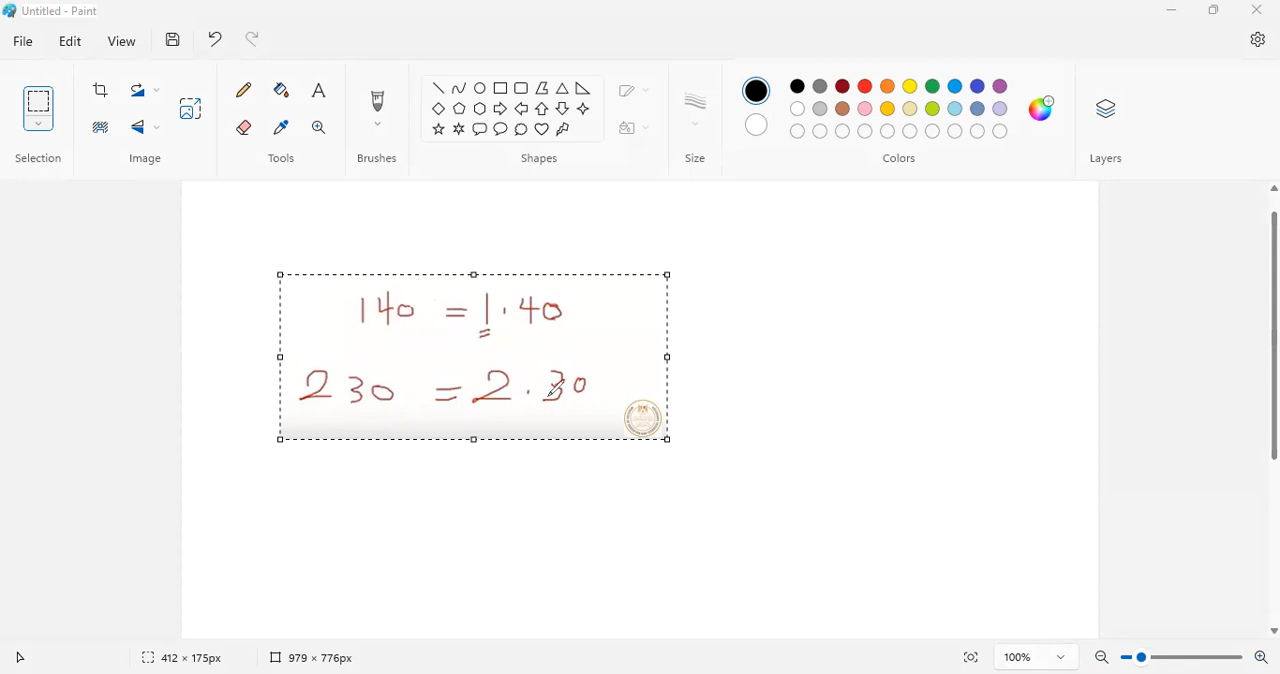 Untitled - Paint
File Edit View
Selection Image Tools Brushes Shapes Size Colors Layers
140 = 1.40
230 = 2.30
412 × 175px 979 × 776px 100%